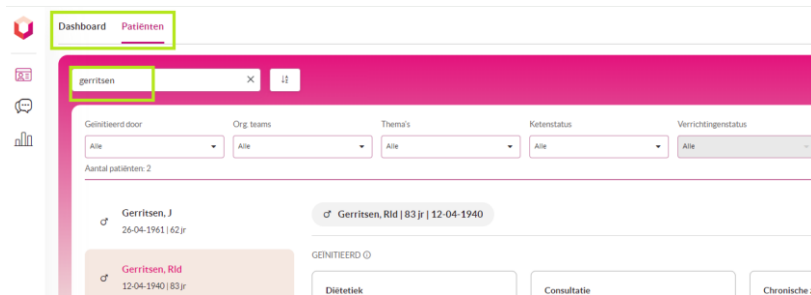 Dashboard Patiënten
gerritsen
Geïnitieerd door Org. teams Thema's Ketenstatus Verrichtingenstatus
Alle Alle Alle Alle Alle
Aantal patiënten: 2
Gerritsen, J
26-04-1961 | 62 jr
Gerritsen, Rld | 83 jr | 12-04-1940
GEÏNITIEERD
Gerritsen, Rld
12-04-1940 | 83 jr
Diëtetiek Consultatie Chronische